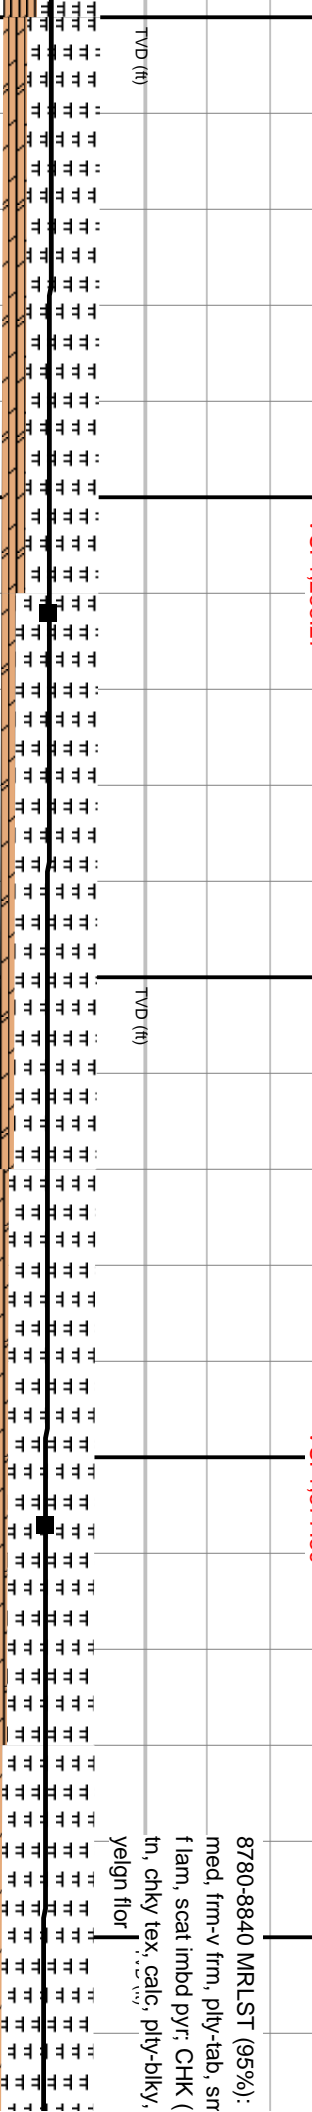 TVD (ft)
TVD (ft)
8780-8840 MRLST (95%):
med, frm-v frm, plty-tab, sm
f lam, scat imbd pyr; CHK (
tn, chky tex, calc, plty-blky,
yelgn flor